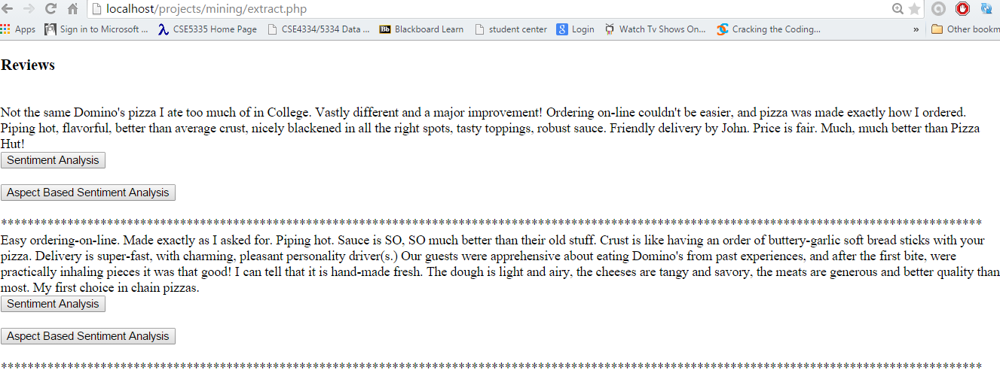 localhost/projects/mining/extract.php
Apps Sign in to Microsoft ... CSE5335 Home Page CSE4334/5334 Data ... Bb Blackboard Learn student center 8 Login Watch Tv Shows On... Cracking the Coding... » Other bookm
Reviews
Not the same Domino's pizza I ate too much of in College. Vastly different and a major improvement! Ordering on-line couldn't be easier, and pizza was made exactly how I ordered.
Piping hot, flavorful, better than average crust, nicely blackened in all the right spots, tasty toppings, robust sauce. Friendly delivery by John. Price is fair. Much, much better than Pizza
Hut!
Sentiment Analysis
Aspect Based Sentiment Analysis
****************************************************************************************************************************************************
Easy ordering-on-line. Made exactly as I asked for. Piping hot. Sauce is SO, SO much better than their old stuff. Crust is like having an order of buttery-garlic soft bread sticks with your
pizza. Delivery is super-fast, with charming, pleasant personality driver(s.) Our guests were apprehensive about eating Domino's from past experiences, and after the first bite, were
practically inhaling pieces it was that good! I can tell that it is hand-made fresh. The dough is light and airy, the cheeses are tangy and savory, the meats are generous and better quality than
most. My first choice in chain pizzas.
Sentiment Analysis
Aspect Based Sentiment Analysis
****************************************************************************************************************************************************